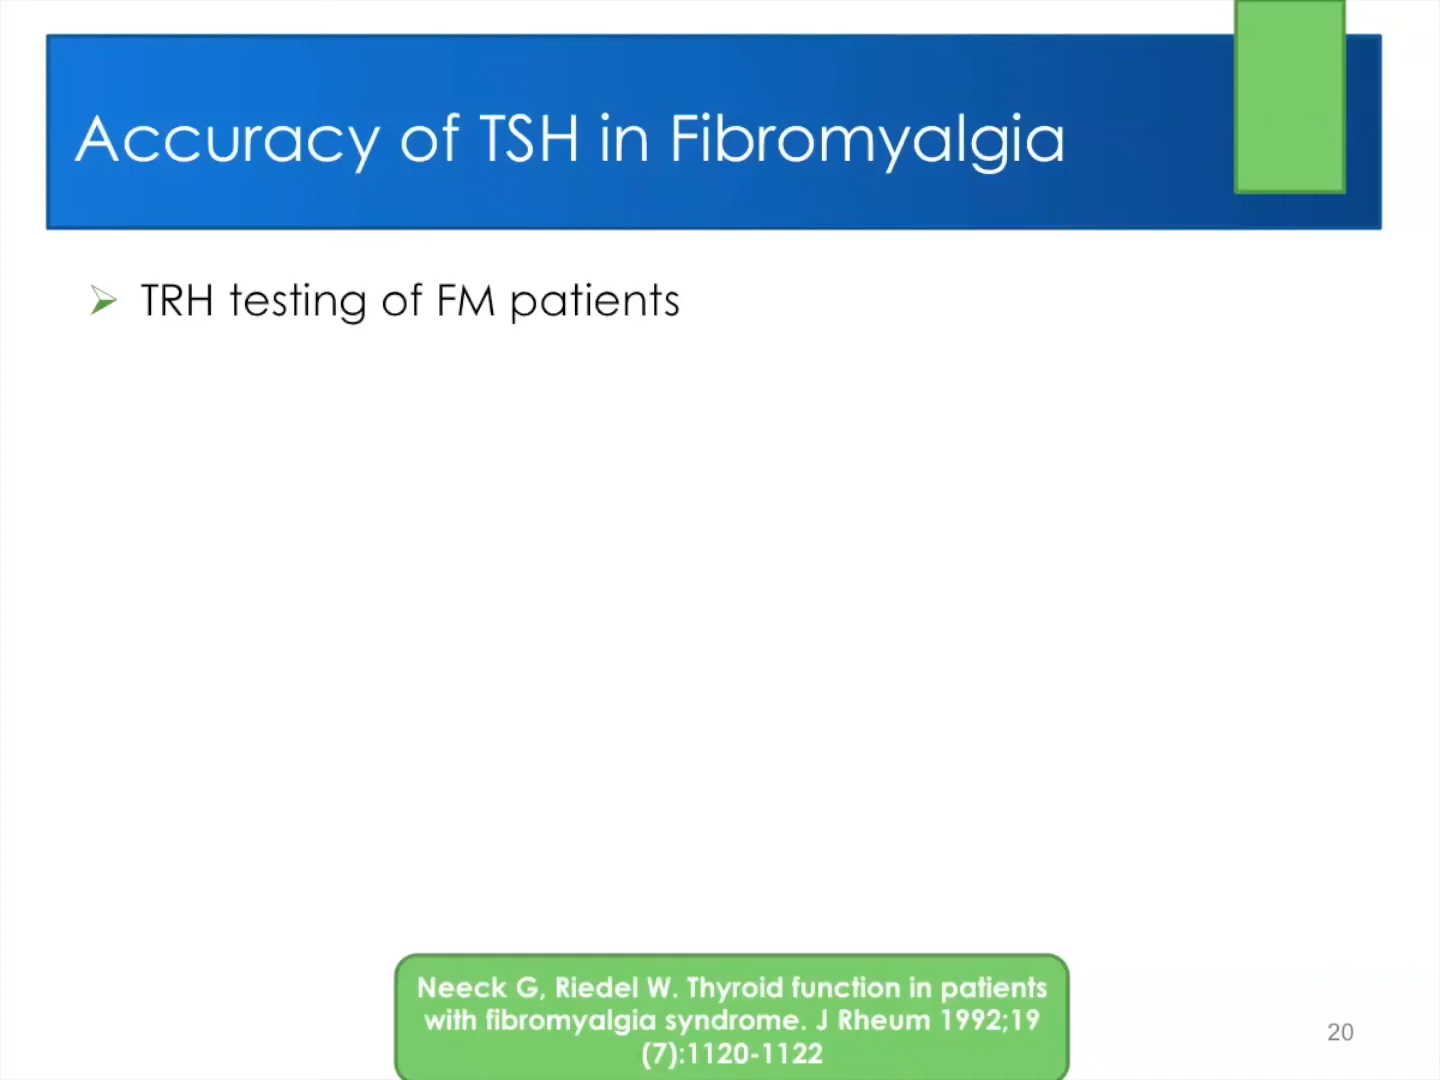 Accuracy of TSH in Fibromyalgia
TRH testing of FM patients
Neeck G, Riedel W. Thyroid function in patients
with fibromyalgia syndrome. J Rheum 1992;19
(7):1120-1122
20